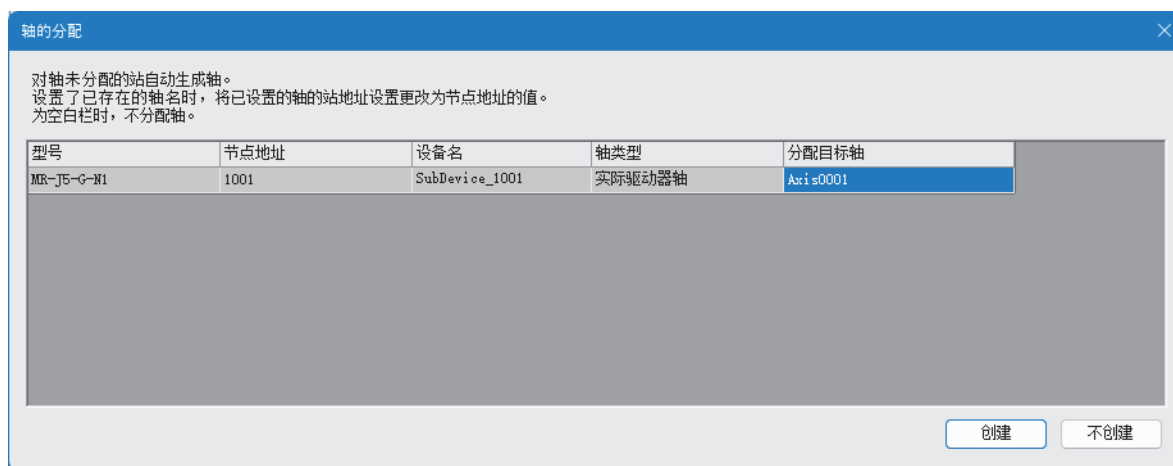 轴的分配
对轴未分配的站自动生成轴。
设置了已存在的轴名时，将已设置的轴的站地址设置更改为节点地址的值。
为空白栏时，不分配轴。
型号 节点地址 设备名 轴类型 分配目标轴
MR-J5-G-N1 1001 SubDevice_1001 实际驱动器轴 Axis0001
创建 不创建